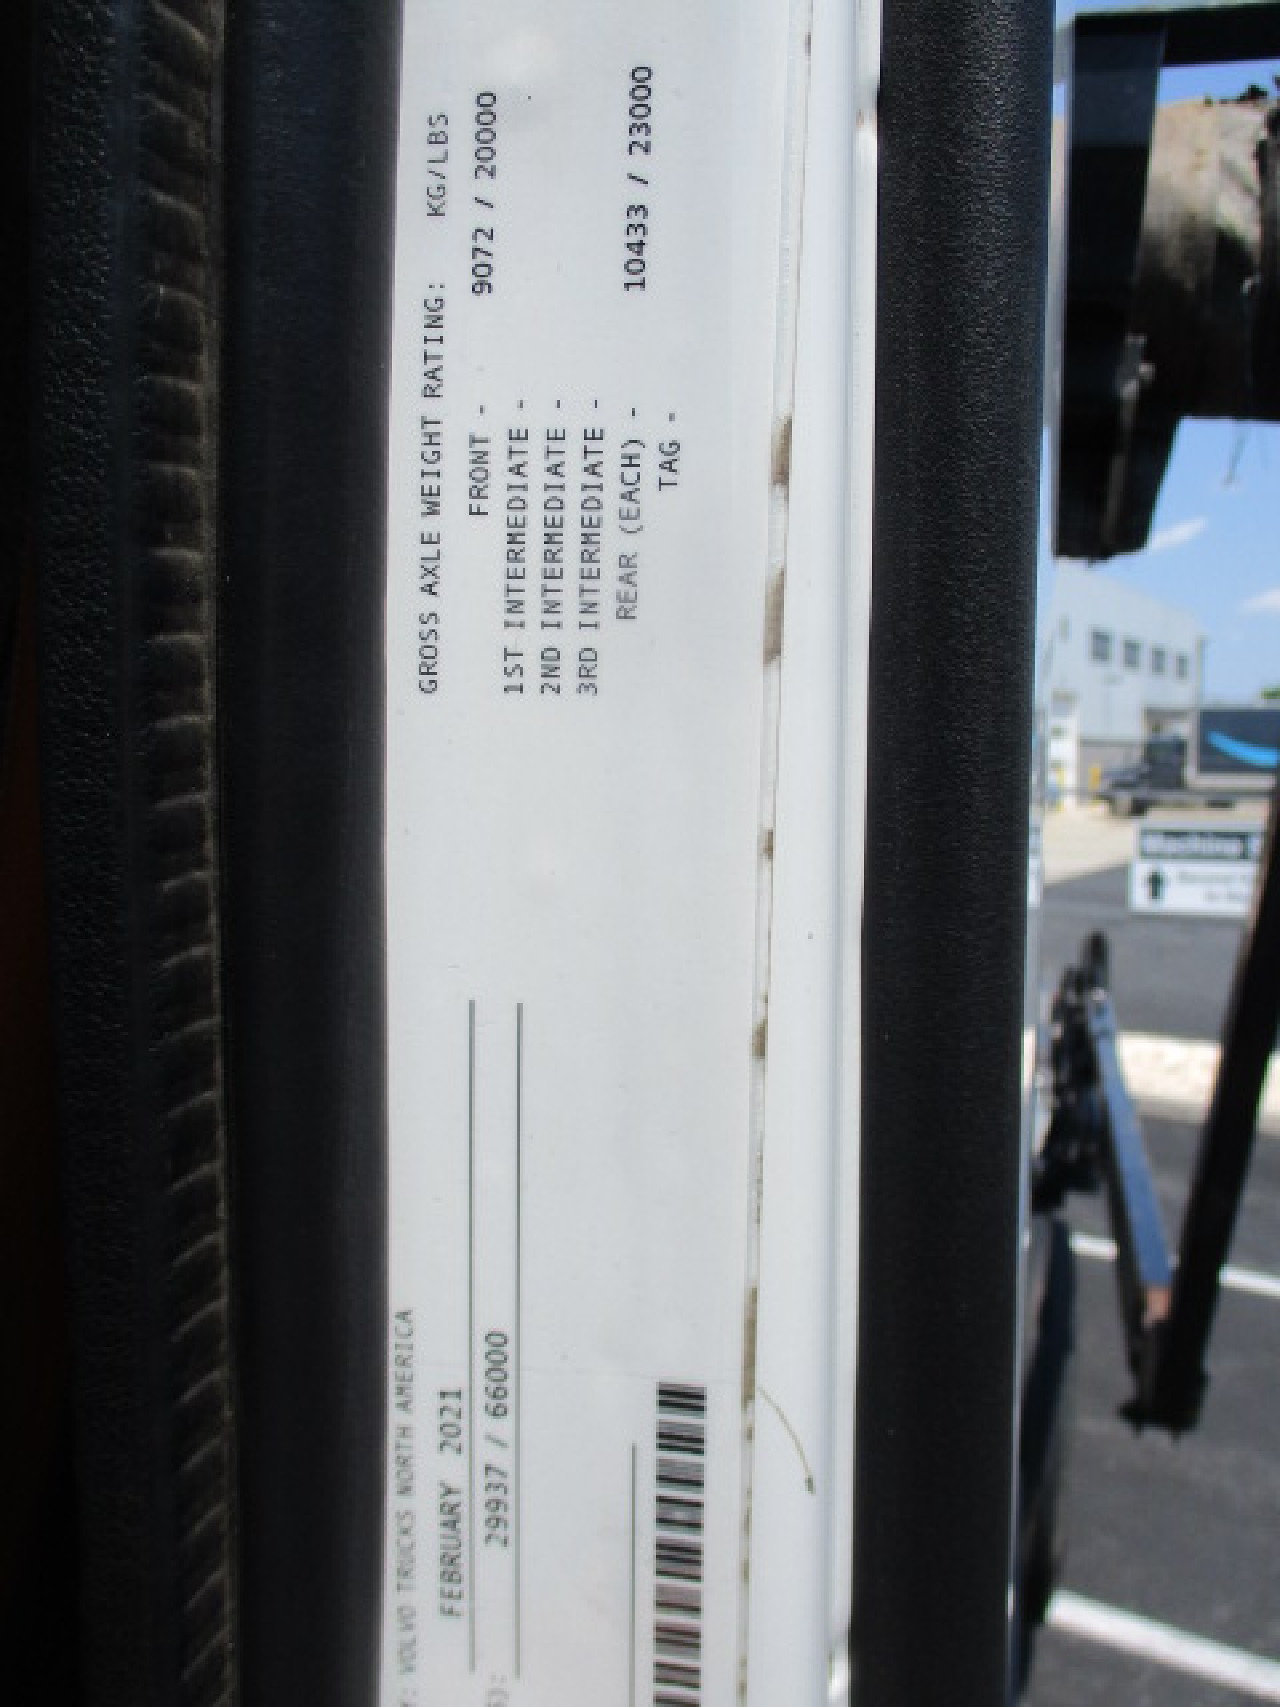 Y: VOLVO TRUCKS NORTH AMERICA
FEBRUARY 2021
29937 / 66000
GROSS AXLE WEIGHT RATING: KG/LBS
FRONT - 9072 / 20000
1ST INTERMEDIATE -
2ND INTERMEDIATE -
3RD INTERMEDIATE -
REAR (EACH) - 10433 / 23000
TAG -
Machine